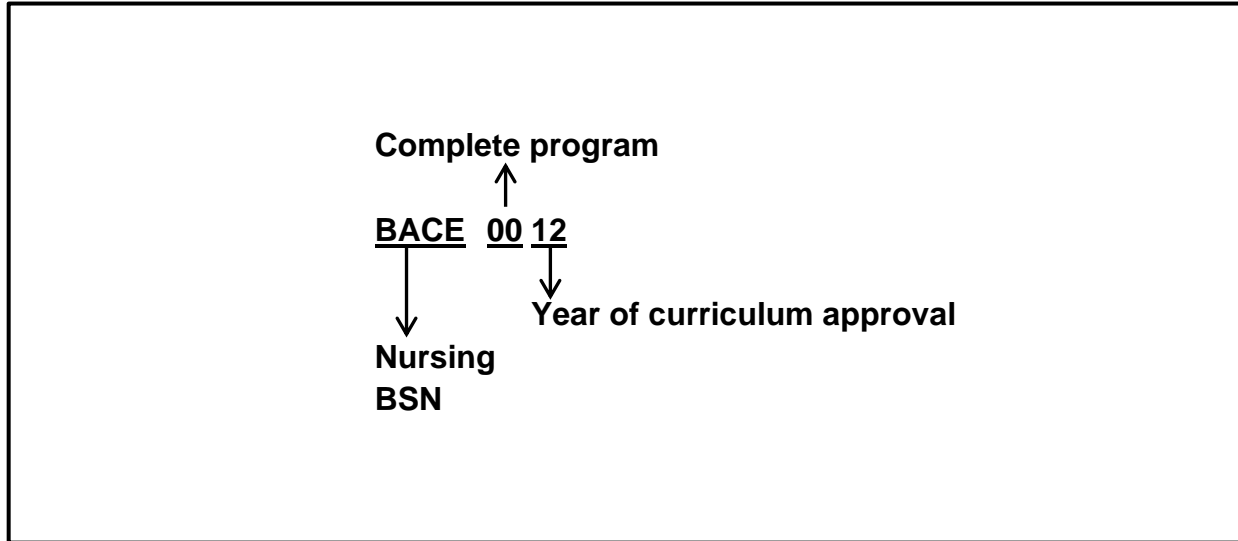 Complete program
BACE 00 12
Year of curriculum approval
Nursing
BSN